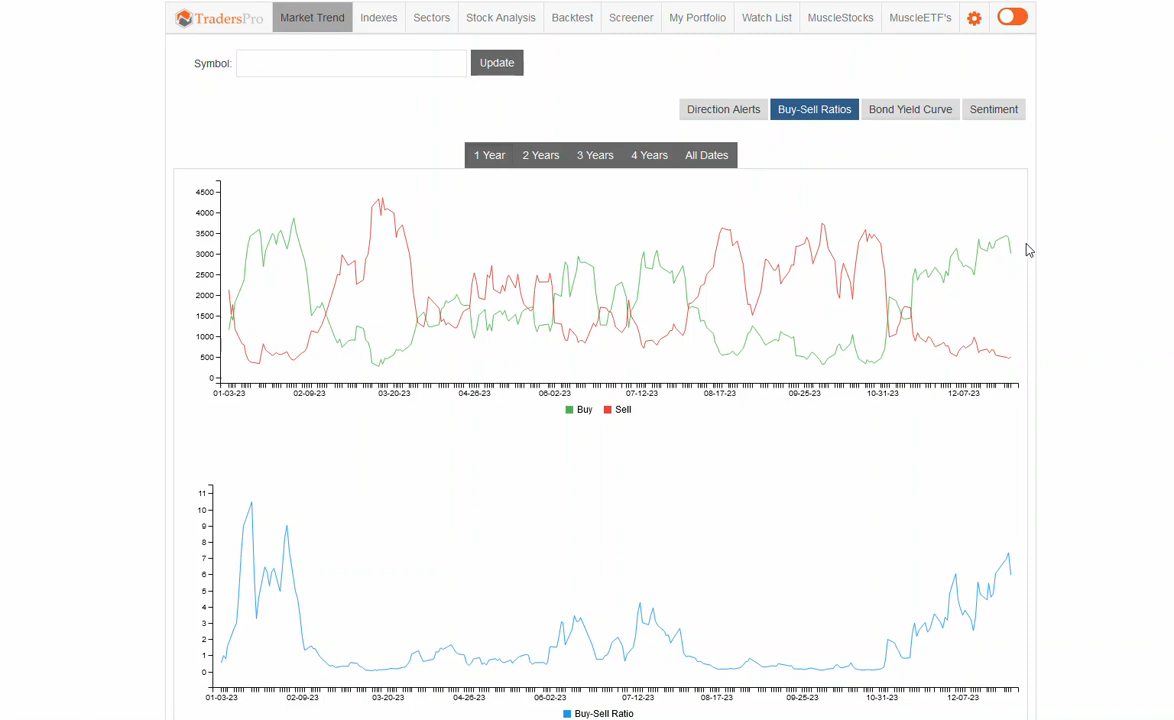 TradersPro Market Trend Indexes Sectors Stock Analysis Backtest Screener My Portfolio Watch List MuscleStocks MuscleETF's
Symbol: Update
Direction Alerts Buy-Sell Ratios Bond Yield Curve Sentiment
1 Year 2 Years 3 Years 4 Years All Dates
4500
4000
3500
3000
2500
2000
1500
1000
500
0
01-03-23 02-09-23 03-20-23 04-26-23 06-02-23 07-12-23 08-17-23 09-25-23 10-31-23 12-07-23
Buy Sell
11
10
9
8
7
6
5
4
3
2
1
0
01-03-23 02-09-23 03-20-23 04-26-23 06-02-23 07-12-23 08-17-23 09-25-23 10-31-23 12-07-23
Buy-Sell Ratio